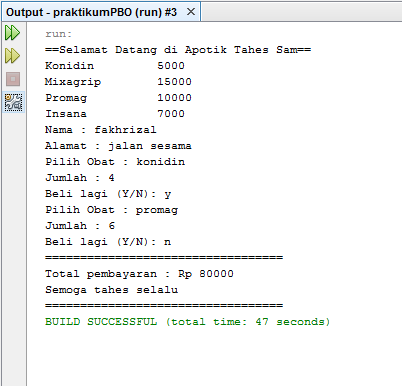 Output - praktikumPBO (run) #3 ×
run:
==Selamat Datang di Apotik Tahes Sam==
Konidin          5000
Mixagrip         15000
Promag           10000
Insana           7000
Nama : fakhrizal
Alamat : jalan sesama
Pilih Obat : konidin
Jumlah : 4
Beli lagi (Y/N): y
Pilih Obat : promag
Jumlah : 6
Beli lagi (Y/N): n
==================================
Total pembayaran : Rp 80000
Semoga tahes selalu
==================================
BUILD SUCCESSFUL (total time: 47 seconds)